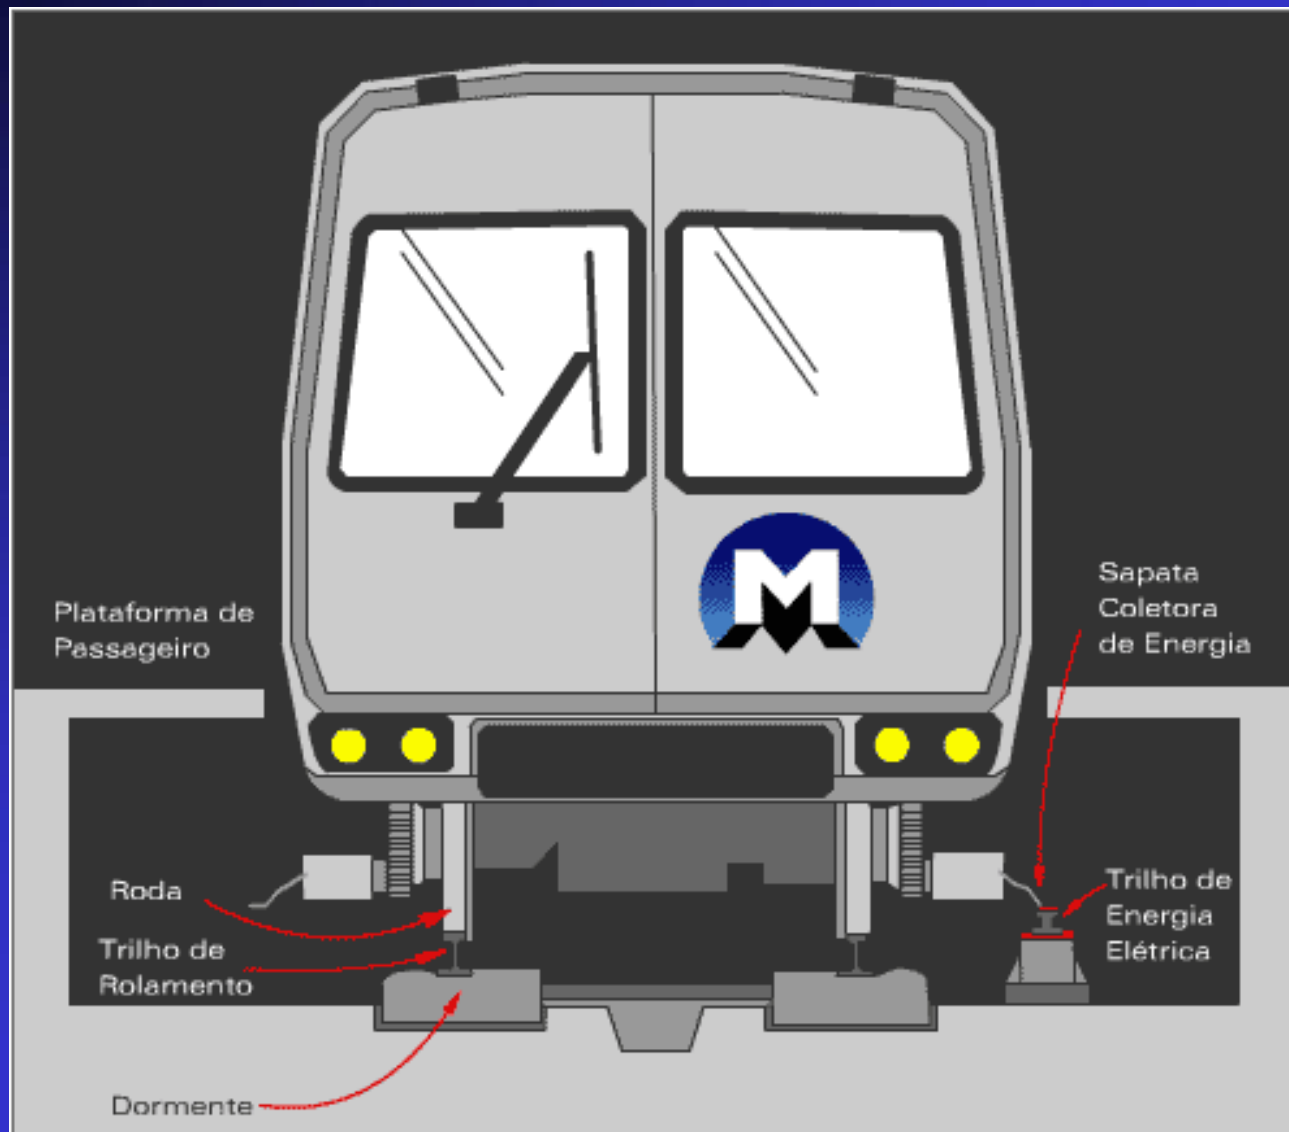 Plataforma de
Passageiro
Sapata
Coletora
de Energia
Roda
Trilho de
Rolamento
Trilho de
Energia
Elétrica
Dormente
M